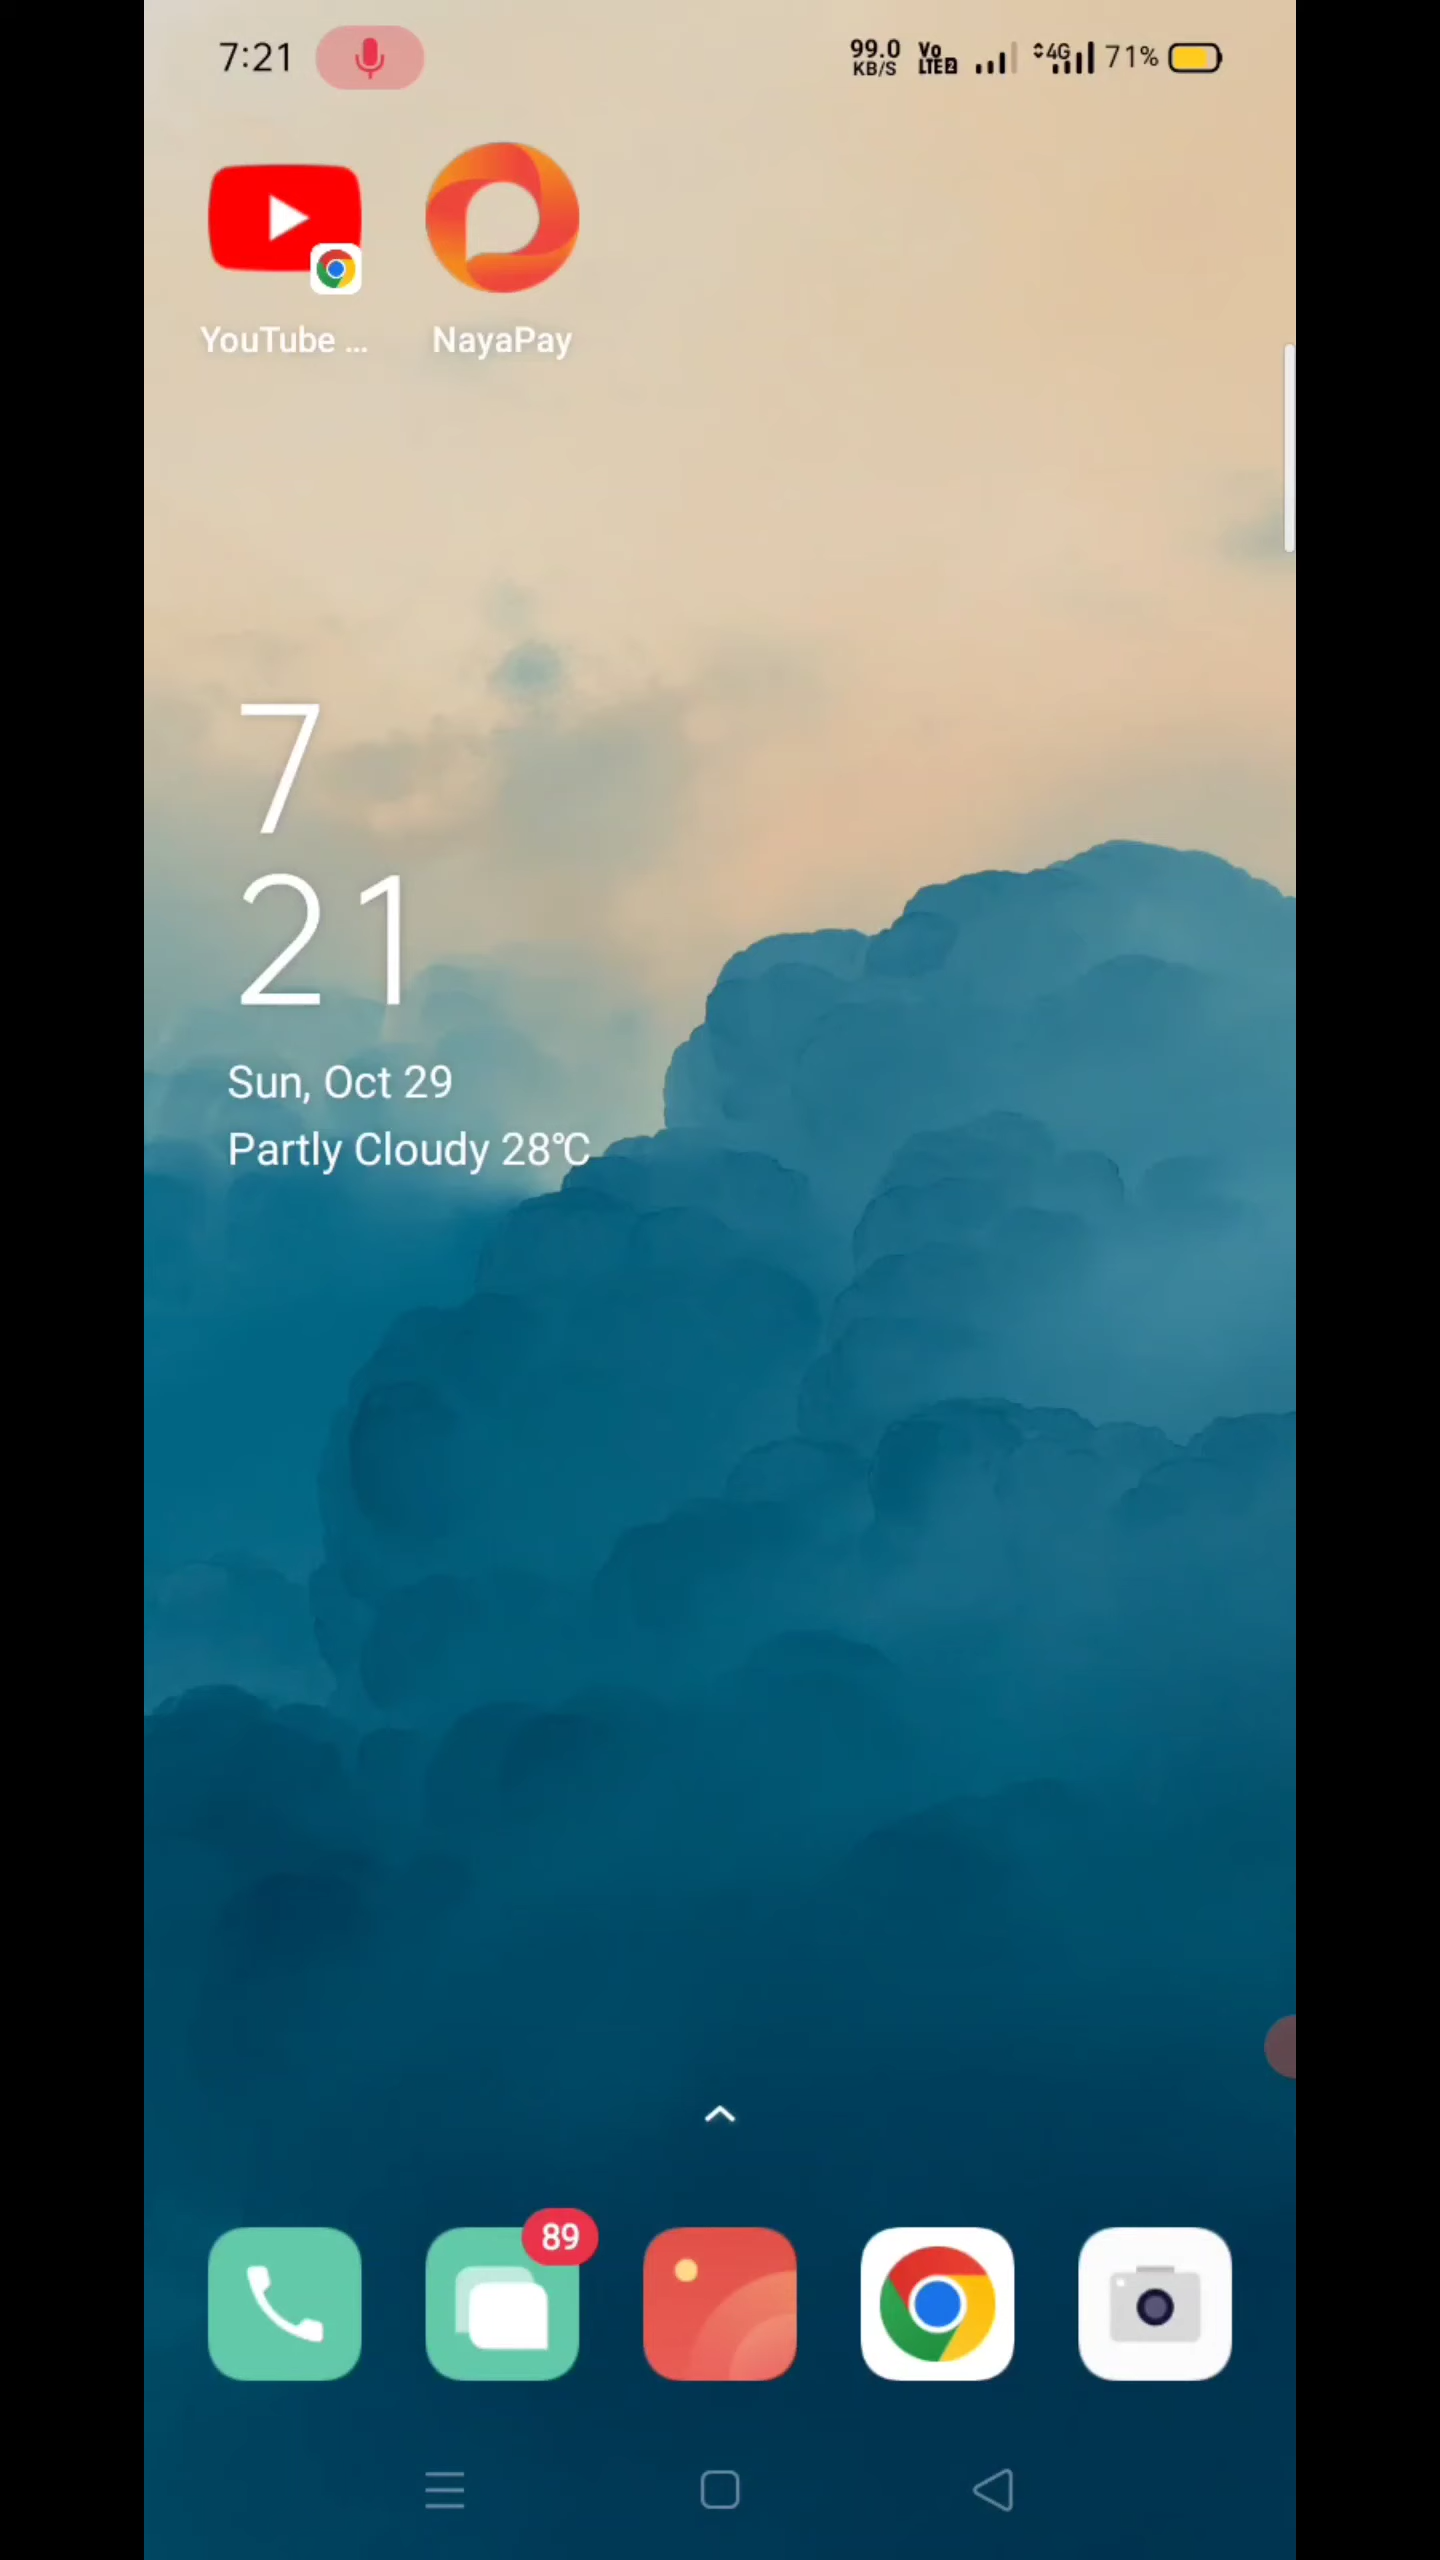 7:21
99.0
KB/S
Vo
LTE2
4G
71%
YouTube ...
NayaPay
7
21
Sun, Oct 29
Partly Cloudy 28℃
89